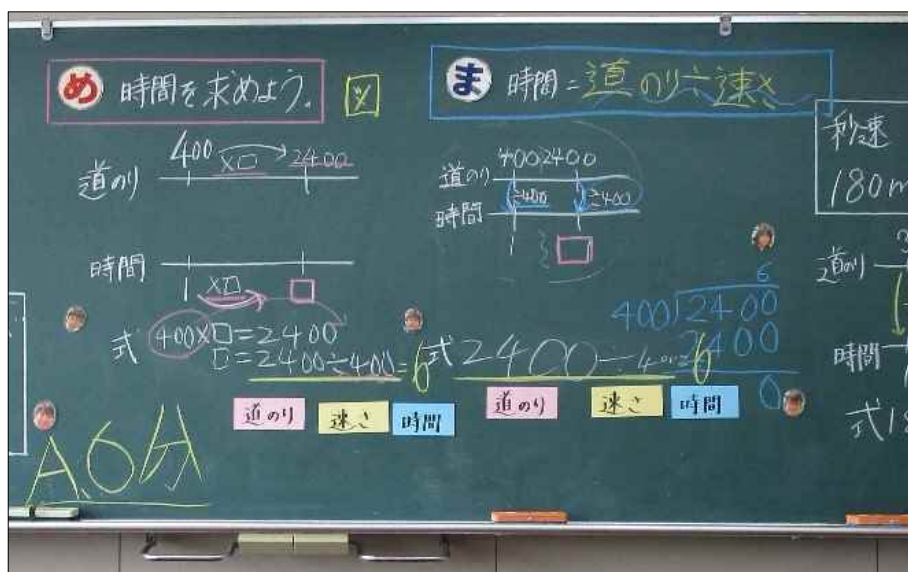 め 時間を求めよう.
図
道のり
400 ×□ 2400
時間
1 ×□ □
式 400×□=2400
□=2400÷400=6
道のり 速さ 時間
A.6分
ま 時間=道のり÷速さ
道のり
400 2400
÷400 ÷400
時間
1 □
6
400)2400
2400
0
式 2400÷400=6
道のり 速さ 時間
秒速
180m
道のり
時間
式18